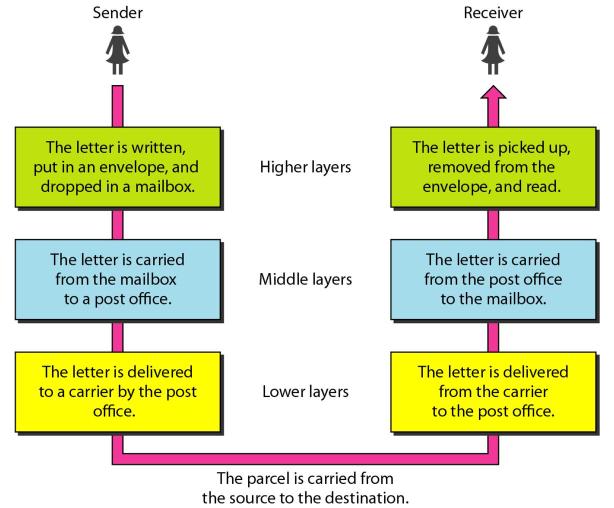 Sender
Receiver
The letter is written,
put in an envelope, and
dropped in a mailbox.
Higher layers
The letter is picked up,
removed from the
envelope, and read.
The letter is carried
from the mailbox
to a post office.
Middle layers
The letter is carried
from the post office
to the mailbox.
The letter is delivered
to a carrier by the post
office.
Lower layers
The letter is delivered
from the carrier
to the post office.
The parcel is carried from
the source to the destination.